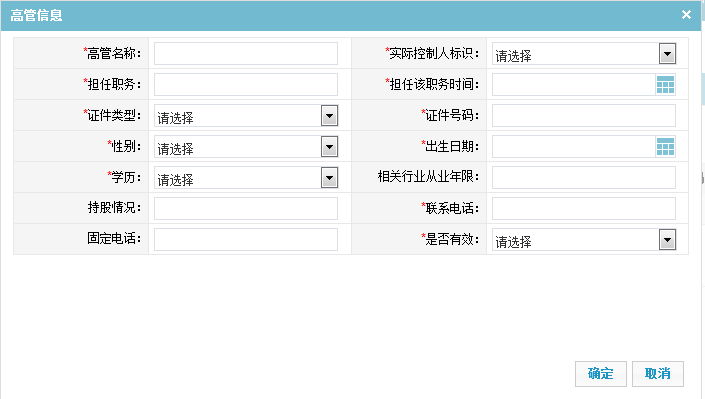 高管信息
*高管名称： *实际控制人标识： 请选择
*担任职务： *担任该职务时间：
*证件类型： 请选择 *证件号码：
*性别： 请选择 *出生日期：
*学历： 请选择 相关行业从业年限：
持股情况： *联系电话：
固定电话： *是否有效： 请选择
确定 取消